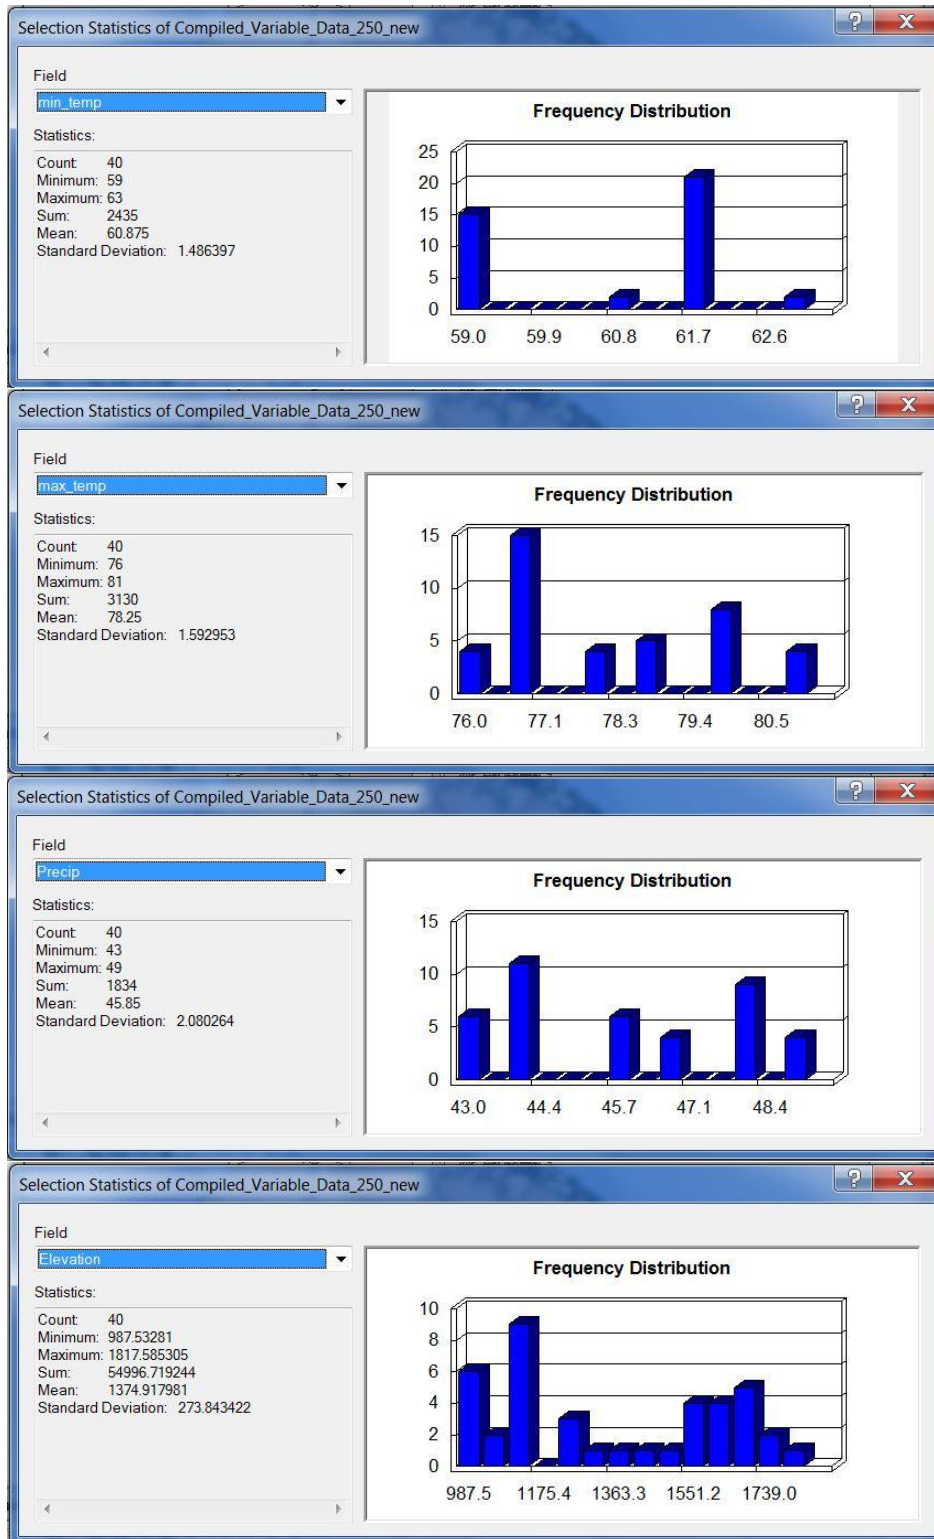 Selection Statistics of Compiled_Variable_Data_250_new
Field
min_temp
Statistics:
Count: 40
Minimum: 59
Maximum: 63
Sum: 2435
Mean: 60.875
Standard Deviation: 1.486397
Frequency Distribution
25
20
15
10
5
0
59.0 59.9 60.8 61.7 62.6
Selection Statistics of Compiled_Variable_Data_250_new
Field
max_temp
Statistics:
Count: 40
Minimum: 76
Maximum: 81
Sum: 3130
Mean: 78.25
Standard Deviation: 1.592953
Frequency Distribution
15
10
5
0
76.0 77.1 78.3 79.4 80.5
Selection Statistics of Compiled_Variable_Data_250_new
Field
Precip
Statistics:
Count: 40
Minimum: 43
Maximum: 49
Sum: 1834
Mean: 45.85
Standard Deviation: 2.080264
Frequency Distribution
15
10
5
0
43.0 44.4 45.7 47.1 48.4
Selection Statistics of Compiled_Variable_Data_250_new
Field
Elevation
Statistics:
Count: 40
Minimum: 987.53281
Maximum: 1817.585305
Sum: 54996.719244
Mean: 1374.917981
Standard Deviation: 273.843422
Frequency Distribution
10
8
6
4
2
0
987.5 1175.4 1363.3 1551.2 1739.0